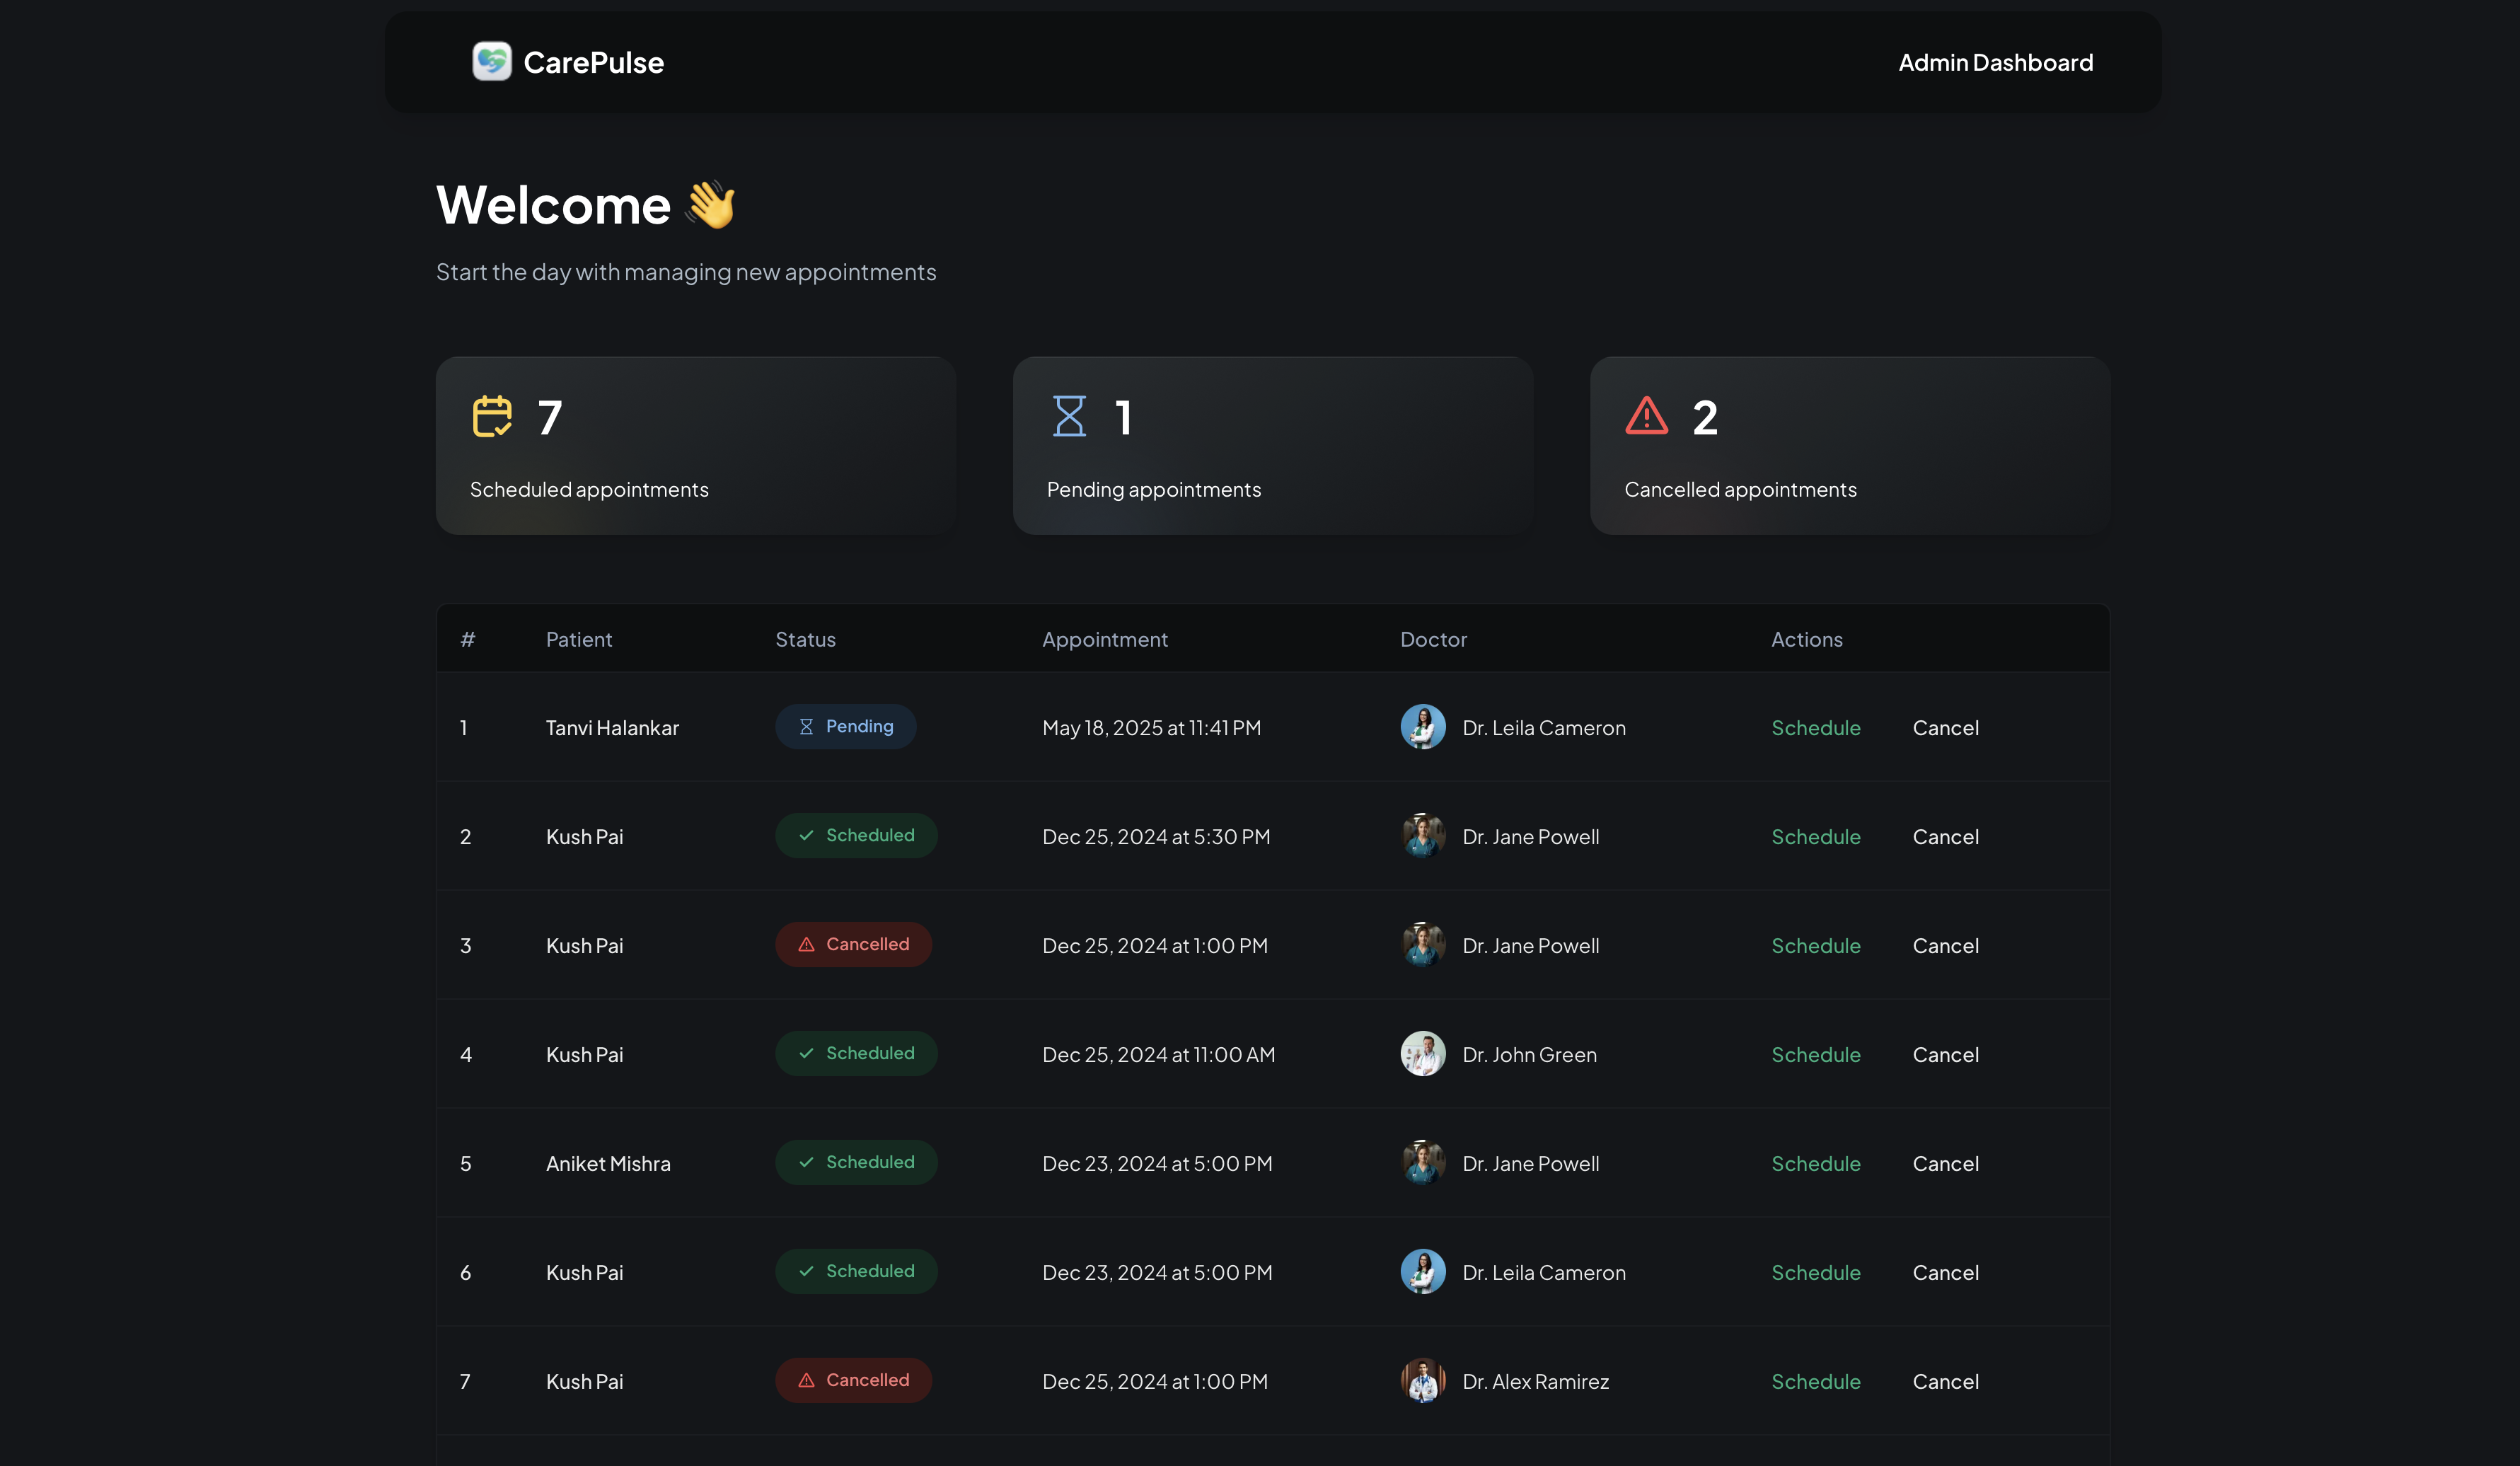 CarePulse
Admin Dashboard
Welcome 👋
Start the day with managing new appointments
7
Scheduled appointments
1
Pending appointments
2
Cancelled appointments
# Patient Status Appointment Doctor Actions
1 Tanvi Halankar Pending May 18, 2025 at 11:41 PM Dr. Leila Cameron Schedule Cancel
2 Kush Pai Scheduled Dec 25, 2024 at 5:30 PM Dr. Jane Powell Schedule Cancel
3 Kush Pai Cancelled Dec 25, 2024 at 1:00 PM Dr. Jane Powell Schedule Cancel
4 Kush Pai Scheduled Dec 25, 2024 at 11:00 AM Dr. John Green Schedule Cancel
5 Aniket Mishra Scheduled Dec 23, 2024 at 5:00 PM Dr. Jane Powell Schedule Cancel
6 Kush Pai Scheduled Dec 23, 2024 at 5:00 PM Dr. Leila Cameron Schedule Cancel
7 Kush Pai Cancelled Dec 25, 2024 at 1:00 PM Dr. Alex Ramirez Schedule Cancel